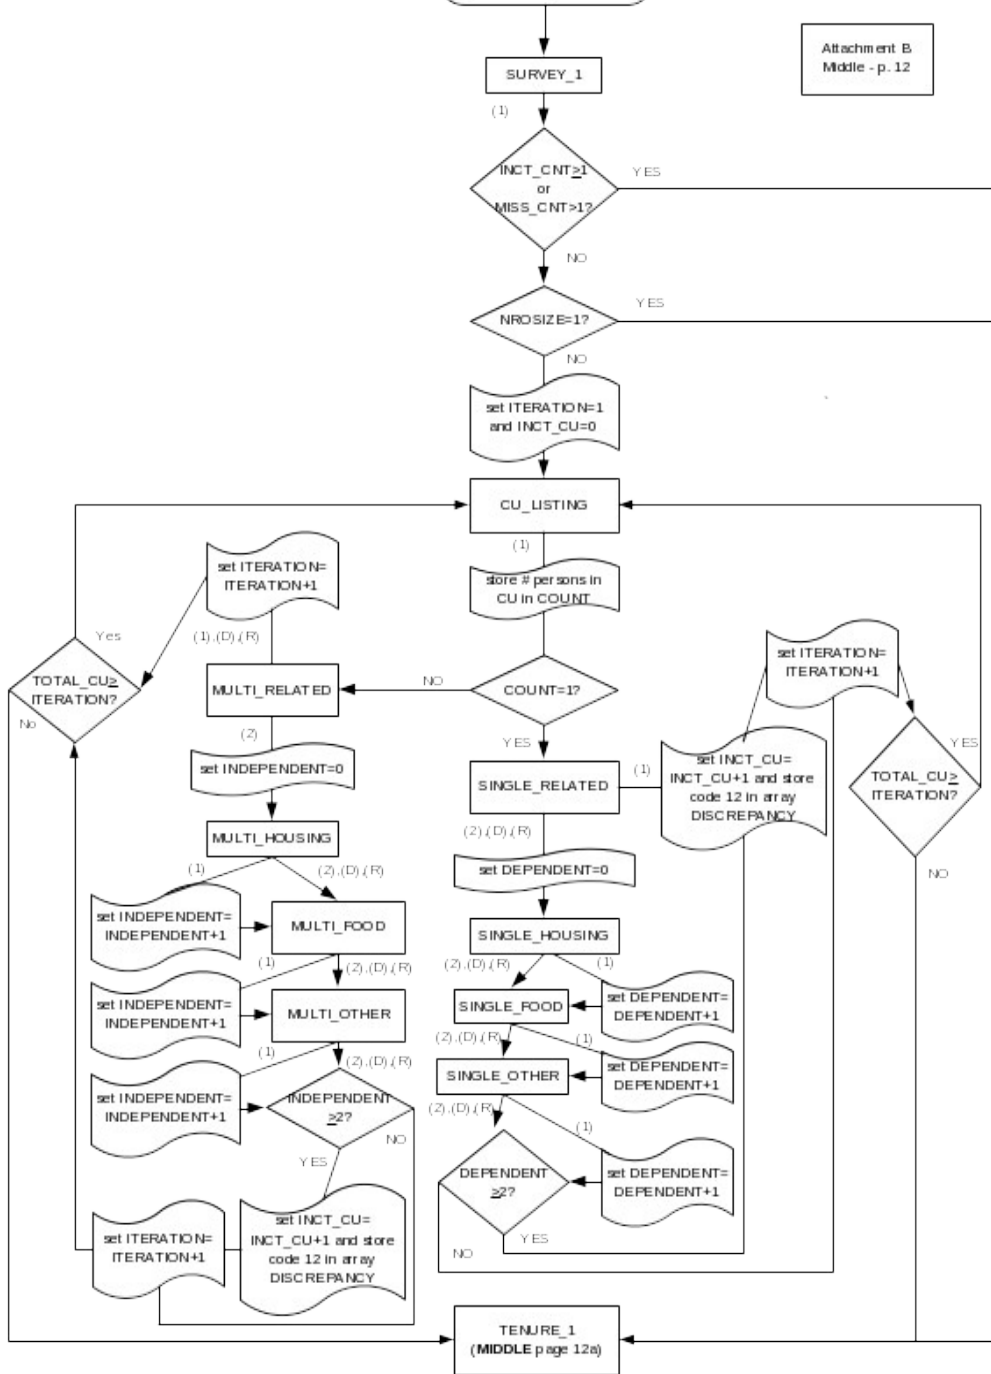 Attachment B
Middle - p. 12
SURVEY_1
(1)
INCT_CNT≥1
or
MISS_CNT>1?
YES
NO
NROSIZE=1?
YES
NO
set ITERATION=1
and INCT_CU=0
CU_LISTING
(1)
store # persons in
CU in COUNT
set ITERATION=
ITERATION+1
(1),(D),(R)
Yes
TOTAL_CU≥
ITERATION?
No
MULTI_RELATED
NO
COUNT=1?
YES
set ITERATION=
ITERATION+1
(2)
set INDEPENDENT=0
SINGLE_RELATED
(1)
set INCT_CU=
INCT_CU+1 and store
code 12 in array
DISCREPANCY
YES
TOTAL_CU≥
ITERATION?
NO
MULTI_HOUSING
(2),(D),(R)
set DEPENDENT=0
(1)
(2),(D),(R)
set INDEPENDENT=
INDEPENDENT+1
MULTI_FOOD
SINGLE_HOUSING
(1)
(2),(D),(R)
(2),(D),(R)
(1)
set INDEPENDENT=
INDEPENDENT+1
MULTI_OTHER
SINGLE_FOOD
set DEPENDENT=
DEPENDENT+1
(1)
(2),(D),(R)
(2),(D),(R)
(1)
set INDEPENDENT=
INDEPENDENT+1
INDEPENDENT
≥2?
SINGLE_OTHER
set DEPENDENT=
DEPENDENT+1
NO
YES
(2),(D),(R)
(1)
DEPENDENT
≥2?
set DEPENDENT=
DEPENDENT+1
NO
YES
set ITERATION=
ITERATION+1
set INCT_CU=
INCT_CU+1 and store
code 12 in array
DISCREPANCY
TENURE_1
(MIDDLE page 12a)